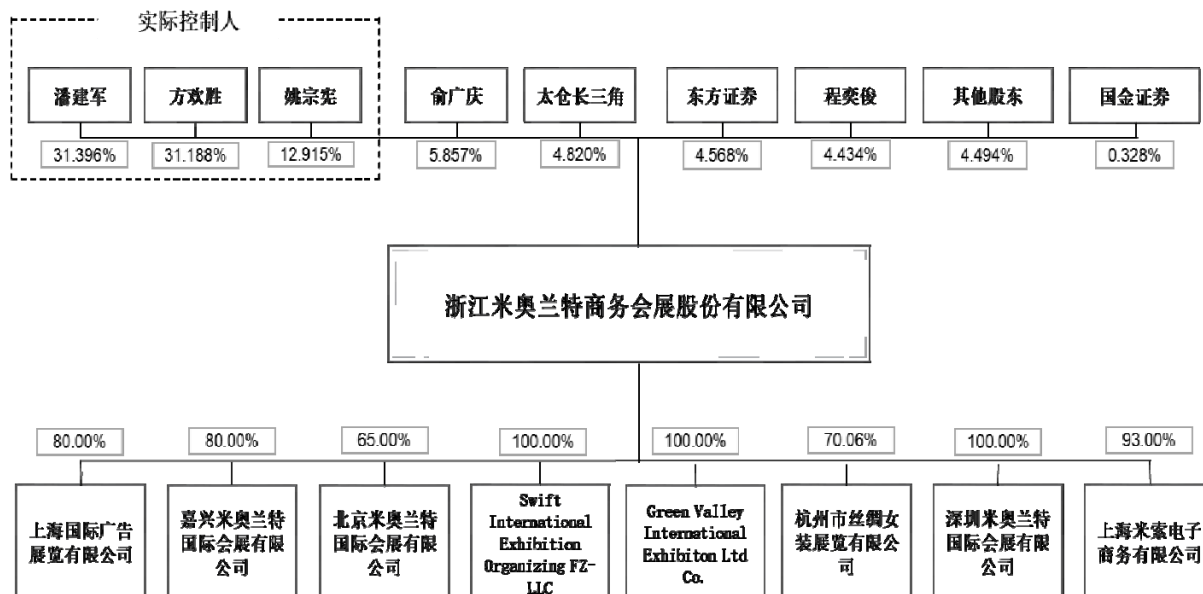 实际控制人
潘建军
方欢胜
姚宗宪
俞广庆
太仓长三角
东方证券
程奕俊
其他股东
国金证券
31.396%
31.188%
12.915%
5.857%
4.820%
4.568%
4.434%
4.494%
0.328%
浙江米奥兰特商务会展股份有限公司
80.00%
80.00%
65.00%
100.00%
100.00%
70.06%
100.00%
93.00%
上海国际广告
展览有限公司
嘉兴米奥兰特
国际会展有限
公司
北京米奥兰特
国际会展有限
公司
Swift
International
Exhibition
Organizing FZ-
LLC
Green Valley
International
Exhibiton Ltd
Co.
杭州市丝绸女
装展览有限公
司
深圳米奥兰特
国际会展有限
公司
上海米索电子
商务有限公司